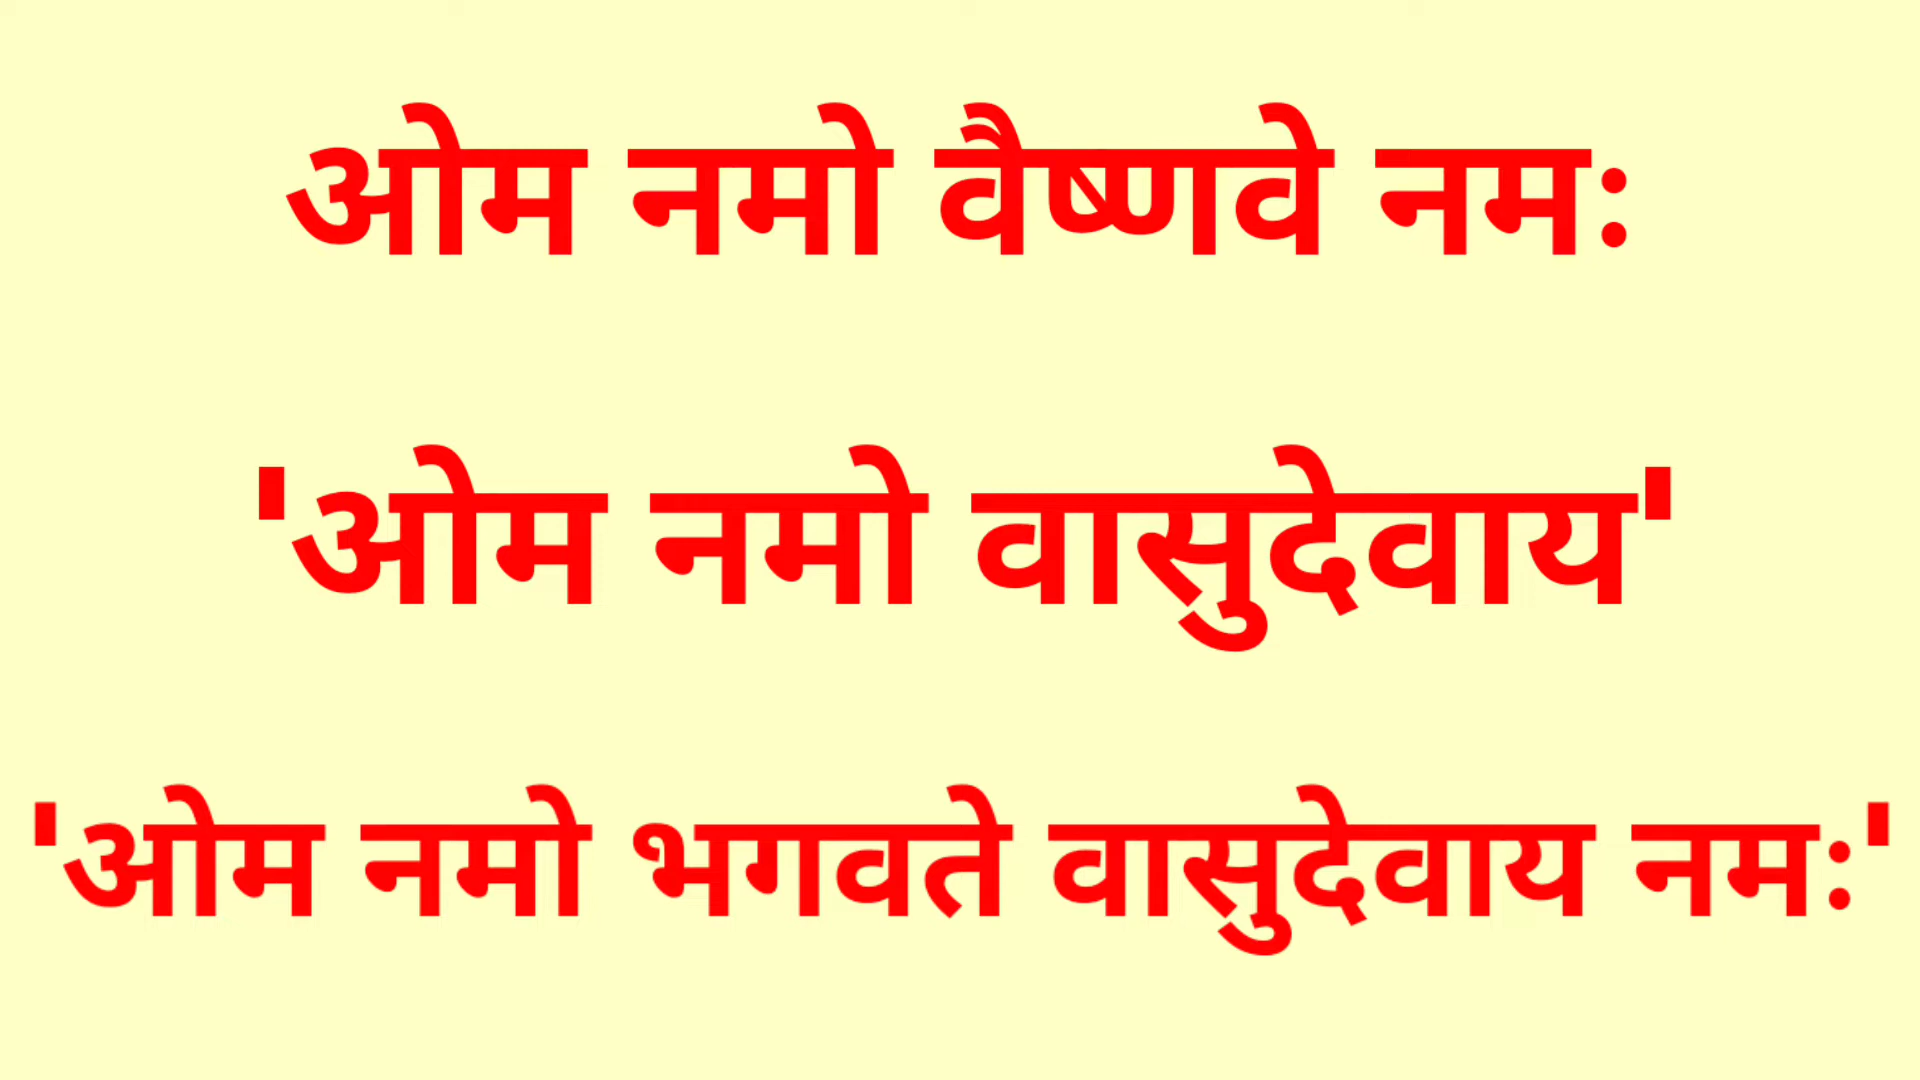 ओम नमो वैष्णवे नमः
'ओम नमो वासुदेवाय'
'ओम नमो भगवते वासुदेवाय नमः'